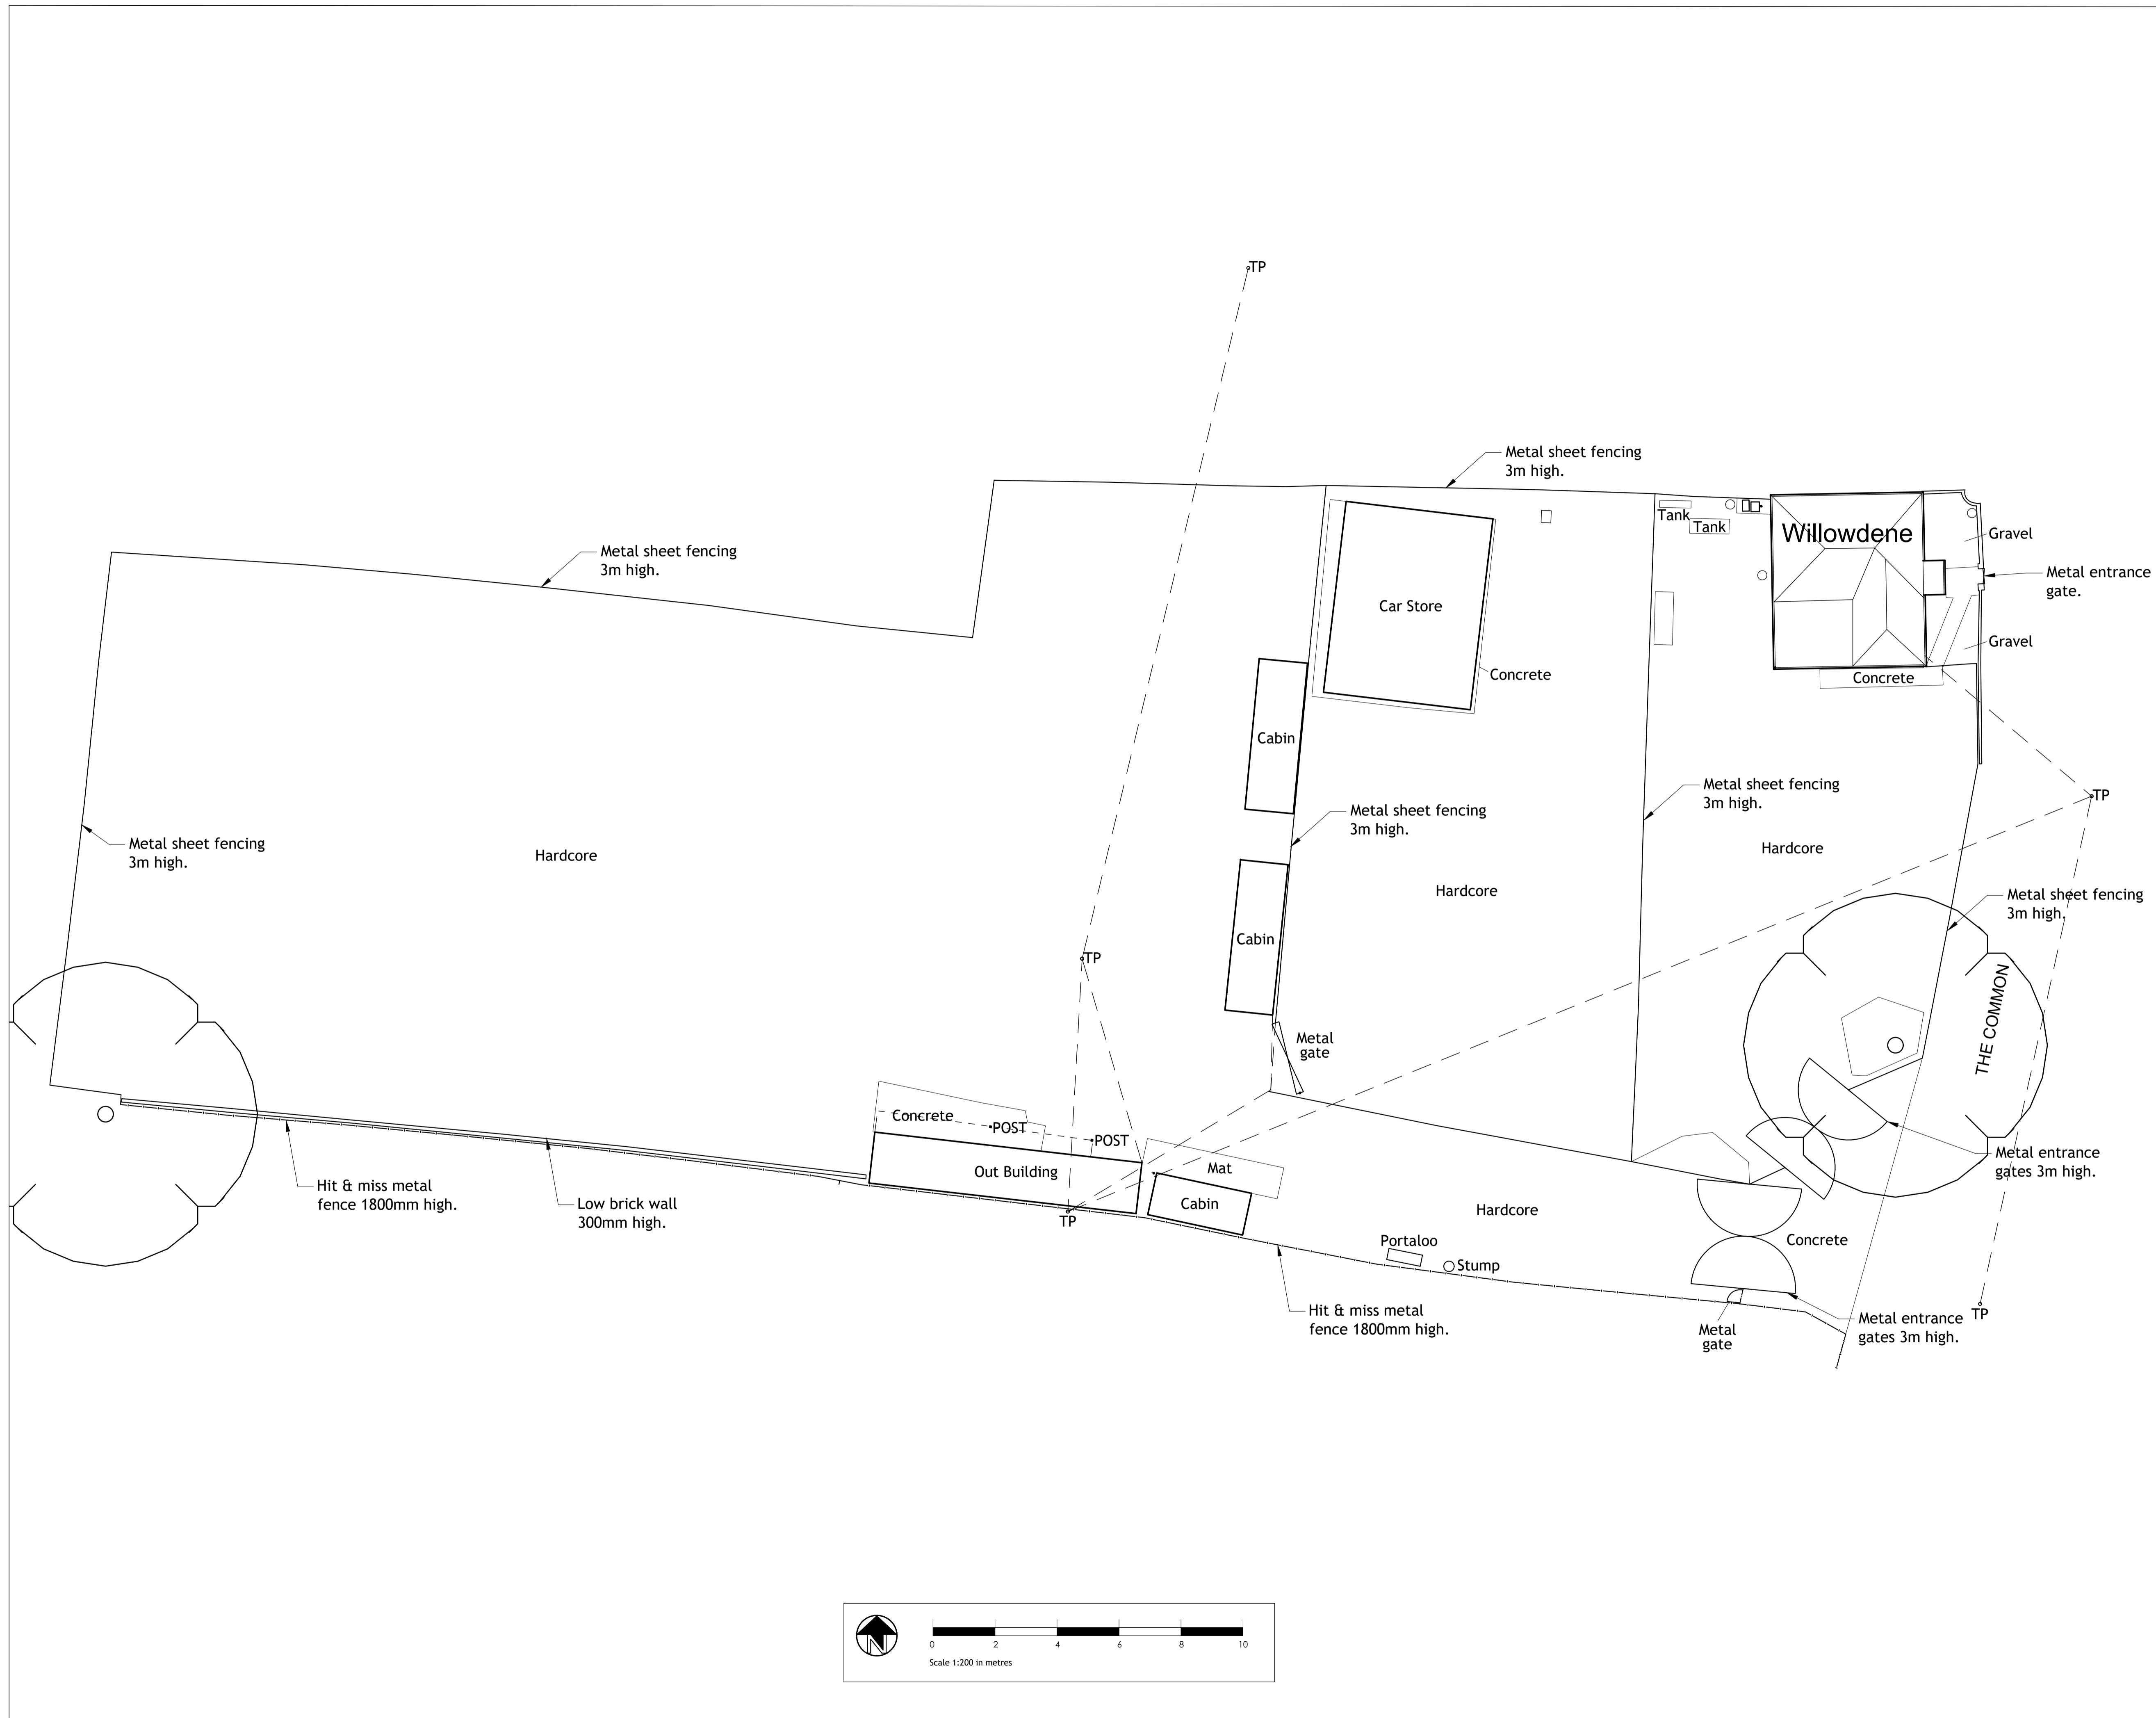 TP
Metal sheet fencing
3m high.
Tank
Tank
Willowdene
Gravel
Metal sheet fencing
3m high.
Metal entrance
gate.
Car Store
Gravel
Concrete
Concrete
Cabin
Metal sheet fencing
3m high.
TP
Metal sheet fencing
3m high.
Metal sheet fencing
3m high.
Hardcore
Hardcore
Hardcore
Metal sheet fencing
3m high.
Cabin
TP
THE COMMON
Metal
gate
Concrete
POST
POST
Out Building
Mat
Metal entrance
gates 3m high.
Hit & miss metal
fence 1800mm high.
Low brick wall
300mm high.
Cabin
TP
Hardcore
Portaloo
Stump
Concrete
Hit & miss metal
fence 1800mm high.
Metal
gate
Metal entrance
gates 3m high.
TP
N
0 2 4 6 8 10
Scale 1:200 in metres